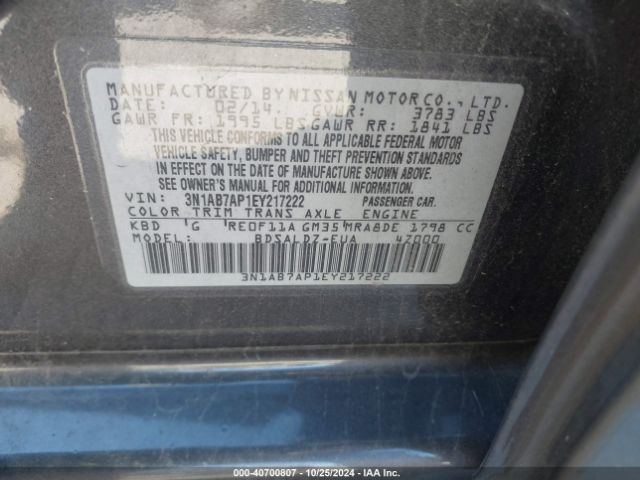 MANUFACTURED BY NISSAN MOTOR CO., LTD.
DATE: 02/14. GVWR: 3783 LBS
GAWR FR: 1995 LBS GAWR RR: 1841 LBS
THIS VEHICLE CONFORMS TO ALL APPLICABLE FEDERAL MOTOR
VEHICLE SAFETY, BUMPER AND THEFT PREVENTION STANDARDS
IN EFFECT ON THE DATE OF MANUFACTURE SHOWN ABOVE.
SEE OWNER'S MANUAL FOR ADDITIONAL INFORMATION.
VIN: 3N1AB7AP1EY217222 PASSENGER CAR.
COLOR TRIM TRANS AXLE ENGINE
KBD G RE0F11A GM35 MRA8DE 1798 CC
MODEL: BDSALDZ-EUA 4Z000
3N1AB7AP1EY217222
000-40700807 - 10/25/2024 - IAA Inc.